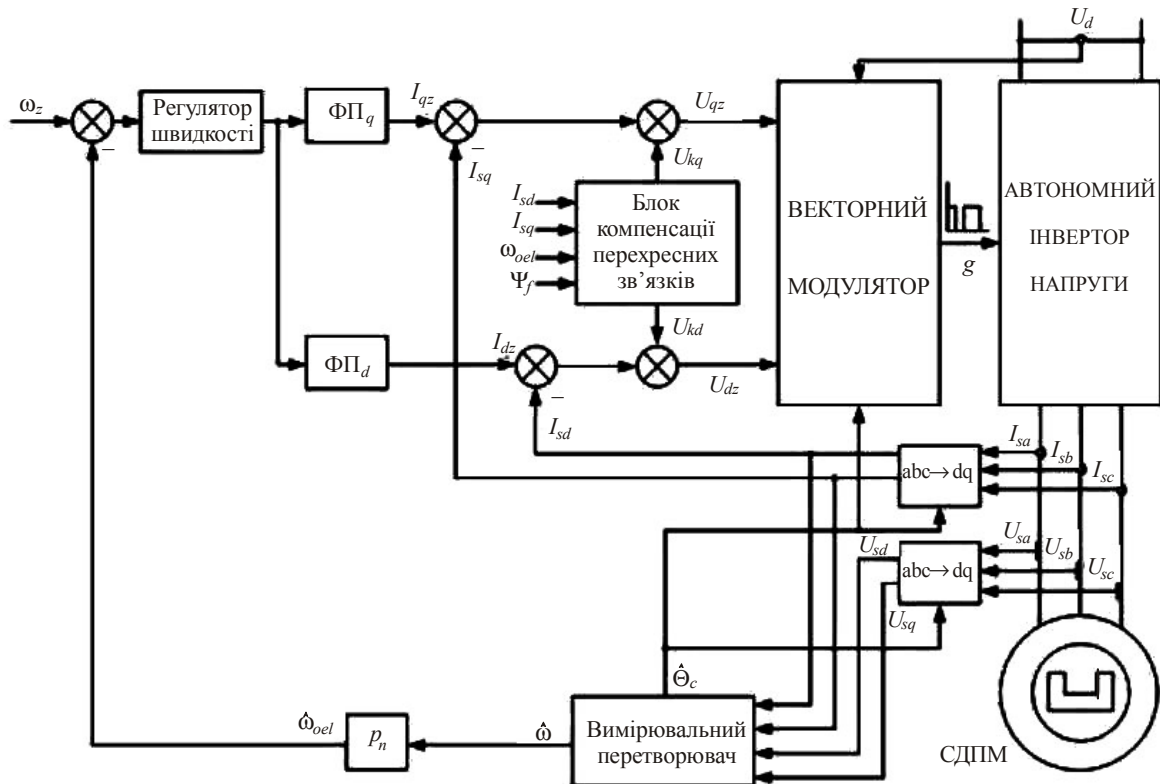 U_d
ω_z
Регулятор
швидкості
ФП_q
I_qz
U_qz
−
−
I_sq
U_kq
I_sd
I_sq
ω_oel
Ψ_f
Блок
компенсації
перехресних
зв’язків
ВЕКТОРНИЙ
МОДУЛЯТОР
g
АВТОНОМНИЙ
ІНВЕРТОР
НАПРУГИ
U_kd
ФП_d
I_dz
U_dz
−
I_sd
abc→dq
I_sa
I_sb
I_sc
U_sd
abc→dq
U_sa
U_sb
U_sc
U_sq
Θ̂_c
ω̂_oel
p_n
ω̂
Вимірювальний
перетворювач
СДПМ